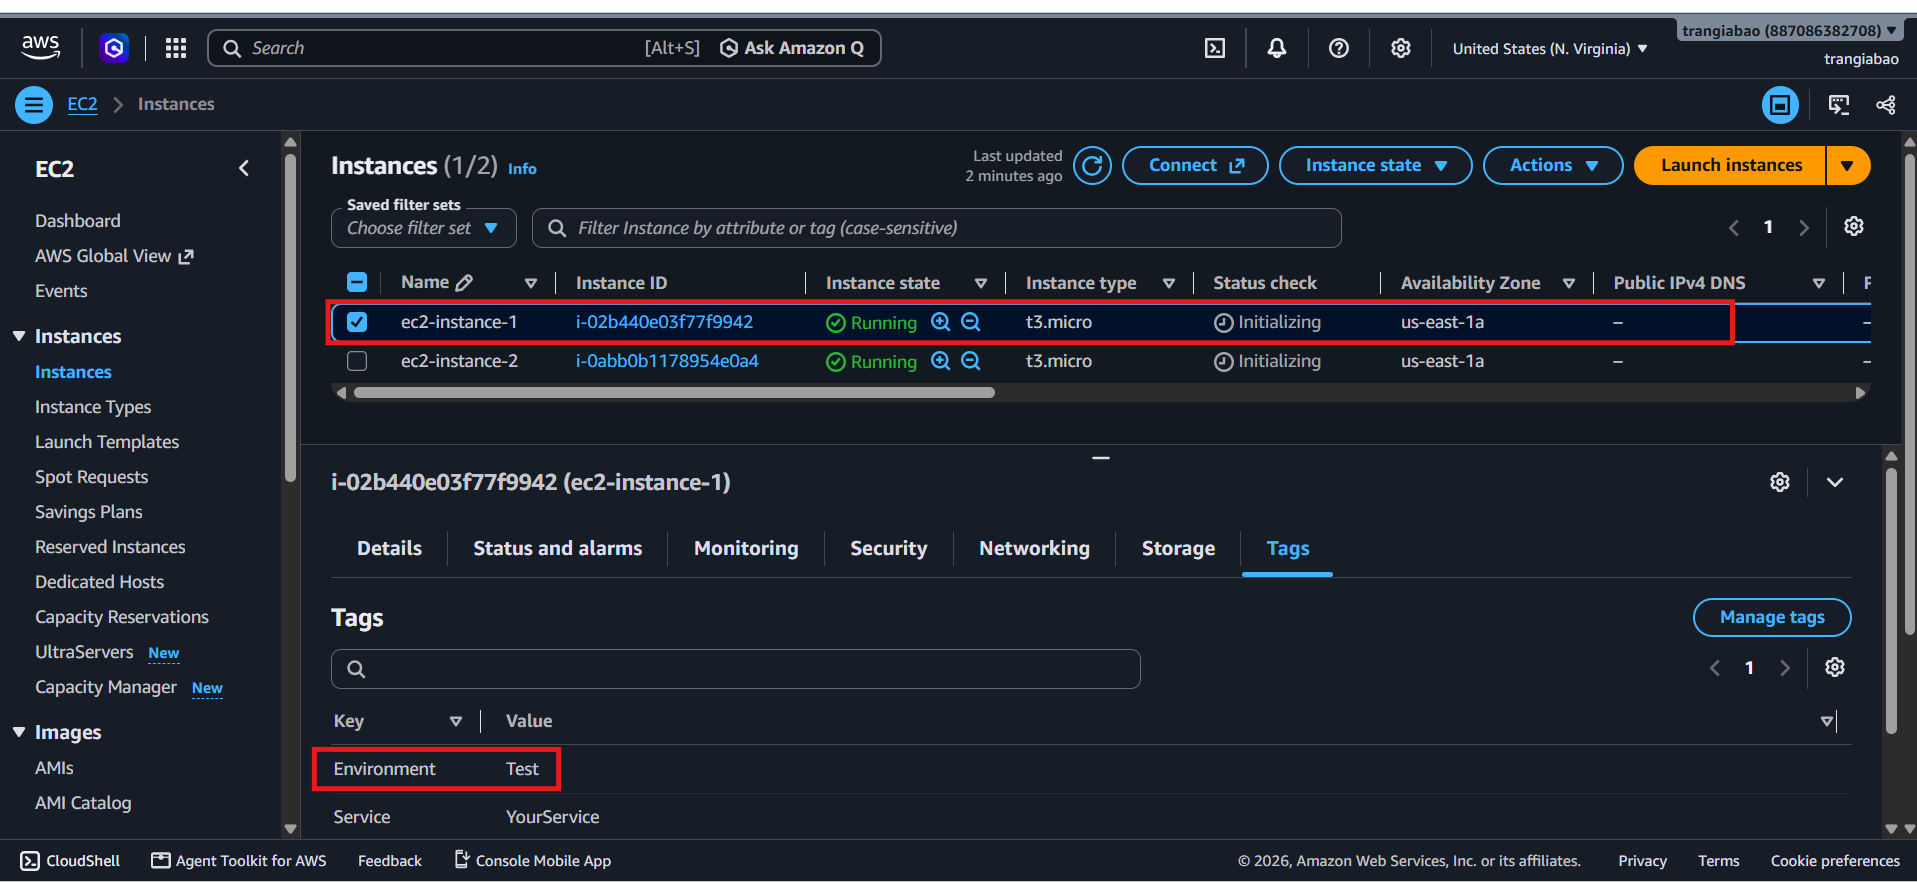 aws
Search [Alt+S] Ask Amazon Q
United States (N. Virginia)
trangiabao (887086382708)
trangiabao
EC2 Instances
EC2
Dashboard
AWS Global View
Events
Instances
Instances
Instance Types
Launch Templates
Spot Requests
Savings Plans
Reserved Instances
Dedicated Hosts
Capacity Reservations
UltraServers New
Capacity Manager New
Images
AMIs
AMI Catalog
Instances (1/2) Info
Last updated
2 minutes ago
Connect
Instance state
Actions
Launch instances
Saved filter sets
Choose filter set
Filter Instance by attribute or tag (case-sensitive)
1
Name Instance ID Instance state Instance type Status check Availability Zone Public IPv4 DNS
ec2-instance-1 i-02b440e03f77f9942 Running t3.micro Initializing us-east-1a – –
ec2-instance-2 i-0abb0b1178954e0a4 Running t3.micro Initializing us-east-1a – –
i-02b440e03f77f9942 (ec2-instance-1)
Details Status and alarms Monitoring Security Networking Storage Tags
Tags
Manage tags
1
Key Value
Environment Test
Service YourService
CloudShell Agent Toolkit for AWS Feedback Console Mobile App © 2026, Amazon Web Services, Inc. or its affiliates. Privacy Terms Cookie preferences